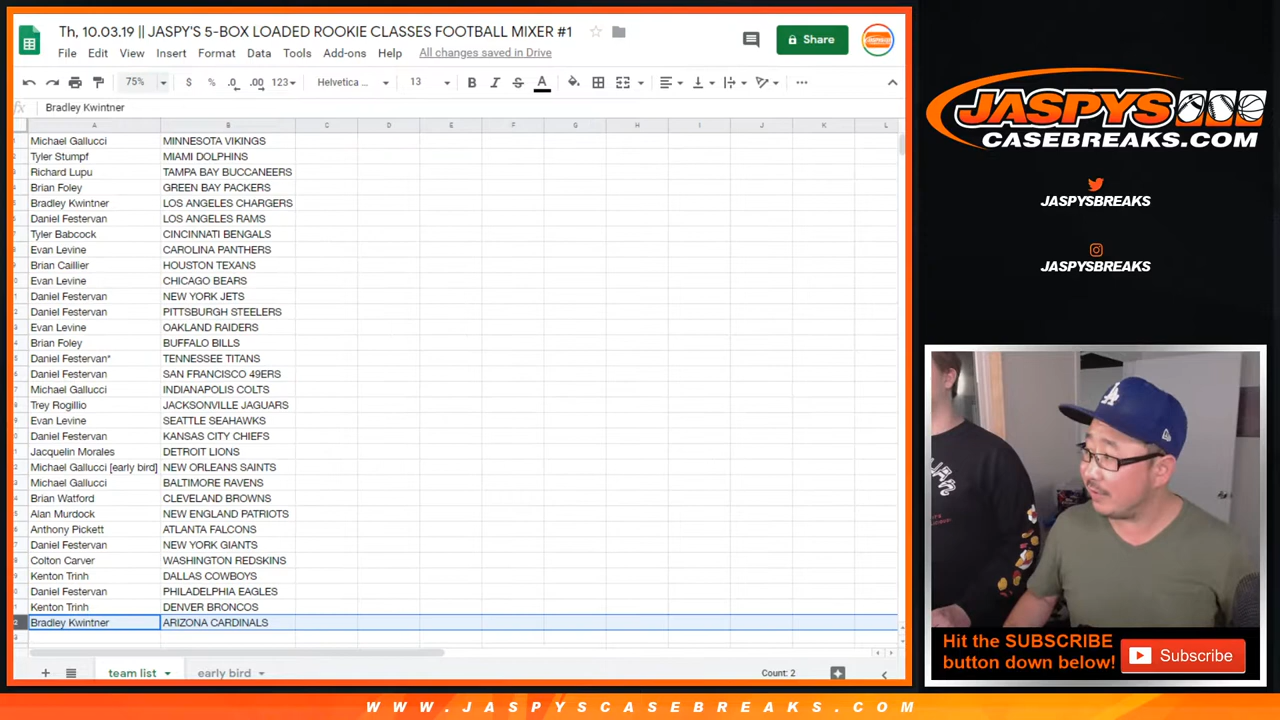 Th, 10.03.19 || JASPY'S 5-BOX LOADED ROOKIE CLASSES FOOTBALL MIXER #1
Share
File Edit View Insert Format Data Tools Add-ons Help All changes saved in Drive
75% $ % .0 .00 123 Helvetica ... 13 B I S A
fx Bradley Kwintner
A B C D E F G H I J K L
Michael Gallucci MINNESOTA VIKINGS
Tyler Stumpf MIAMI DOLPHINS
Richard Lupu TAMPA BAY BUCCANEERS
Brian Foley GREEN BAY PACKERS
Bradley Kwintner LOS ANGELES CHARGERS
Daniel Festervan LOS ANGELES RAMS
Tyler Babcock CINCINNATI BENGALS
Evan Levine CAROLINA PANTHERS
Brian Caillier HOUSTON TEXANS
Evan Levine CHICAGO BEARS
Daniel Festervan NEW YORK JETS
Daniel Festervan PITTSBURGH STEELERS
Evan Levine OAKLAND RAIDERS
Brian Foley BUFFALO BILLS
Daniel Festervan* TENNESSEE TITANS
Daniel Festervan SAN FRANCISCO 49ERS
Michael Gallucci INDIANAPOLIS COLTS
Trey Rogillio JACKSONVILLE JAGUARS
Evan Levine SEATTLE SEAHAWKS
Daniel Festervan KANSAS CITY CHIEFS
Jacquelin Morales DETROIT LIONS
Michael Gallucci [early bird] NEW ORLEANS SAINTS
Michael Gallucci BALTIMORE RAVENS
Brian Watford CLEVELAND BROWNS
Alan Murdock NEW ENGLAND PATRIOTS
Anthony Pickett ATLANTA FALCONS
Daniel Festervan NEW YORK GIANTS
Colton Carver WASHINGTON REDSKINS
Kenton Trinh DALLAS COWBOYS
Daniel Festervan PHILADELPHIA EAGLES
Kenton Trinh DENVER BRONCOS
Bradley Kwintner ARIZONA CARDINALS
team list early bird Count: 2
JASPYS
CASEBREAKS.COM
JASPYSBREAKS
JASPYSBREAKS
LA
Hit the SUBSCRIBE
button down below!
Subscribe
WWW.JASPYSCASEBREAKS.COM